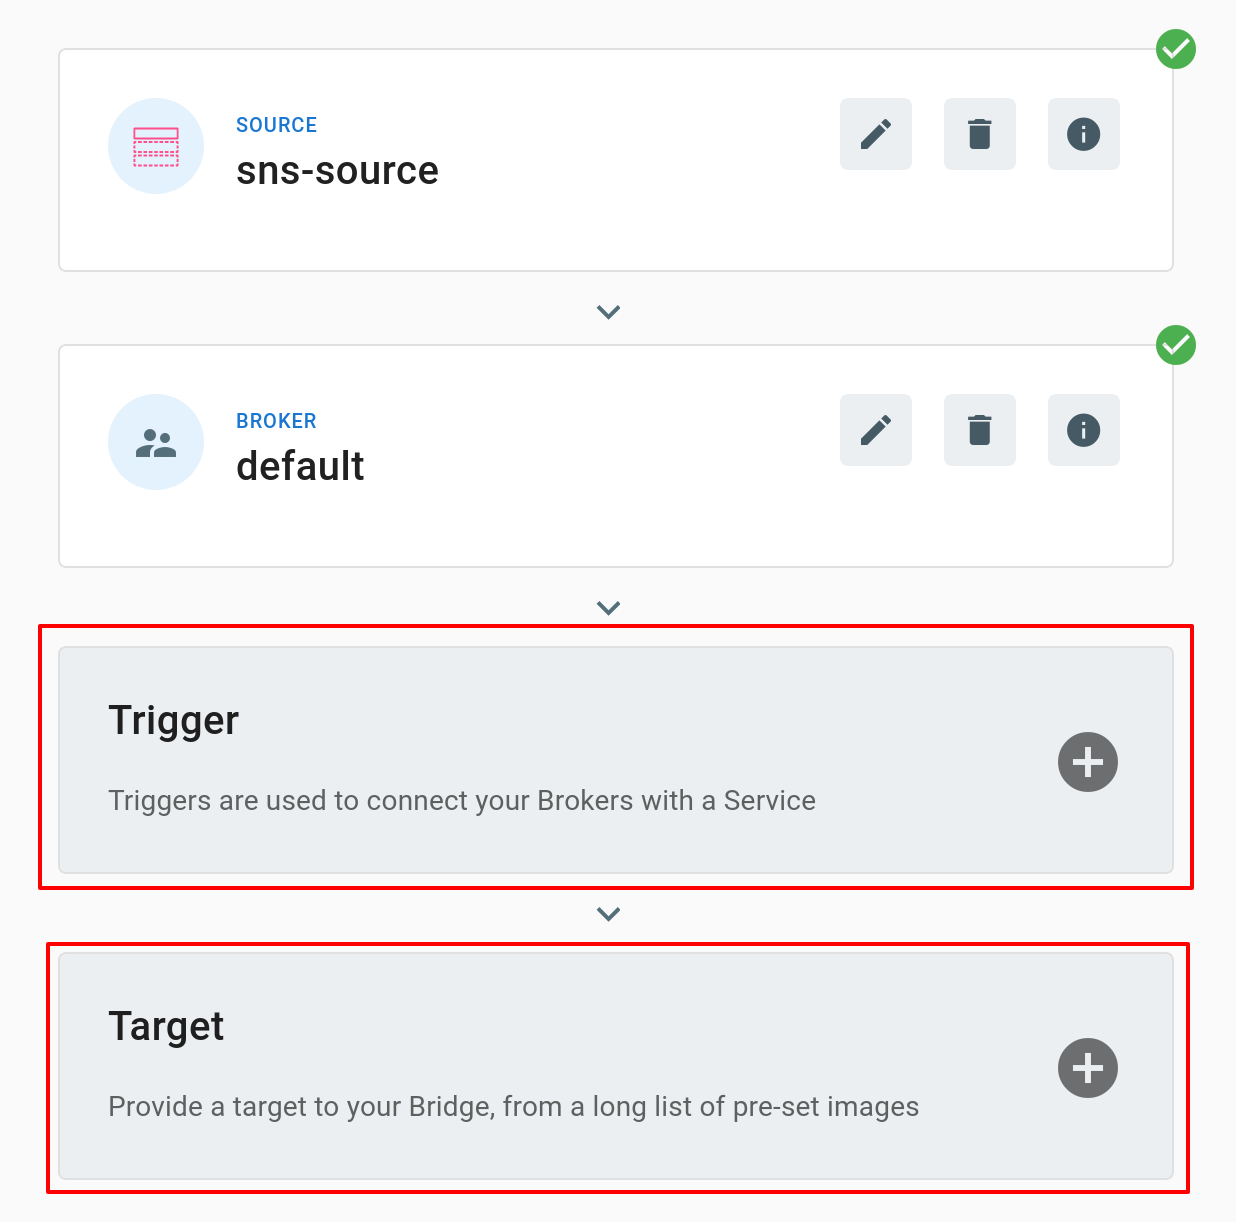 SOURCE
sns-source
BROKER
default
Trigger
Triggers are used to connect your Brokers with a Service
Target
Provide a target to your Bridge, from a long list of pre-set images